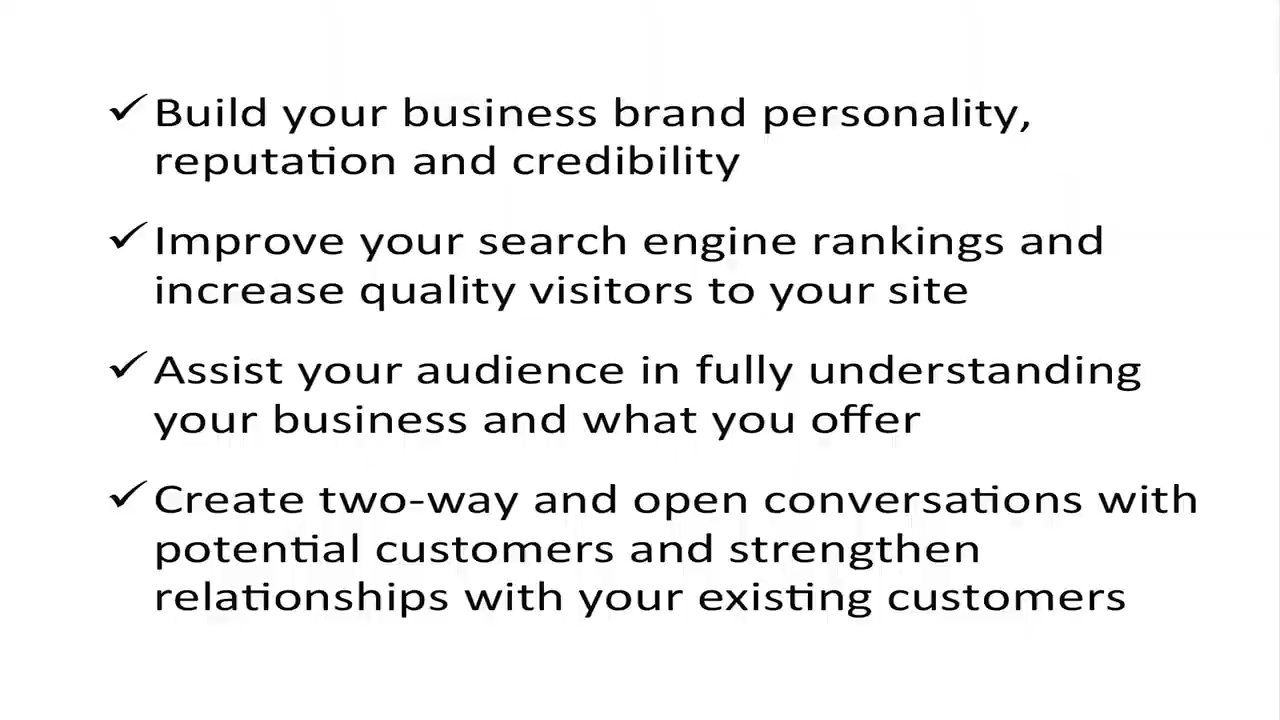 ✓ Build your business brand personality,
reputation and credibility
✓ Improve your search engine rankings and
increase quality visitors to your site
✓ Assist your audience in fully understanding
your business and what you offer
✓ Create two-way and open conversations with
potential customers and strengthen
relationships with your existing customers